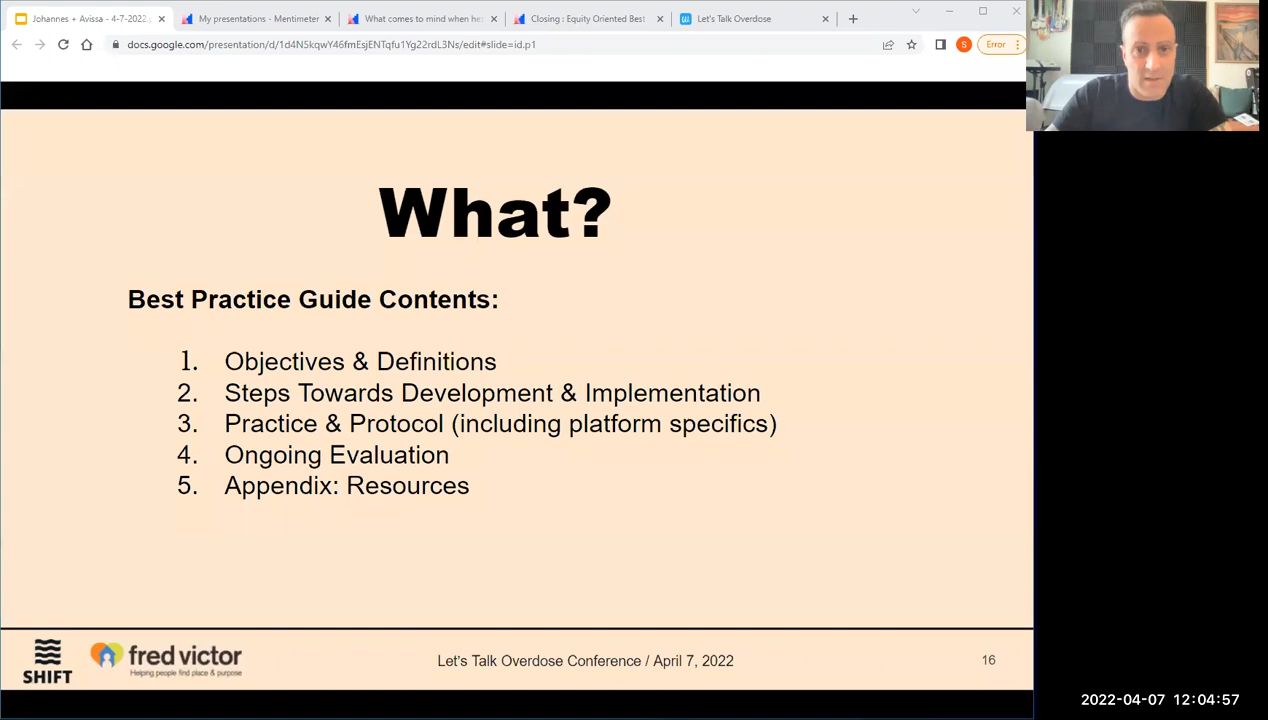 Johannes + Avissa - 4-7-2022.
My presentations - Mentimeter
What comes to mind when he
Closing : Equity Oriented Best
Let's Talk Overdose
docs.google.com/presentation/d/1d4N5kqwY46fmEsjENTqfu1Yg22rdL3Ns/edit#slide=id.p1
S
Error
What?
Best Practice Guide Contents:
1. Objectives & Definitions
2. Steps Towards Development & Implementation
3. Practice & Protocol (including platform specifics)
4. Ongoing Evaluation
5. Appendix: Resources
SHIFT
fred victor
Helping people find place & purpose
Let's Talk Overdose Conference / April 7, 2022
16
2022-04-07 12:04:57